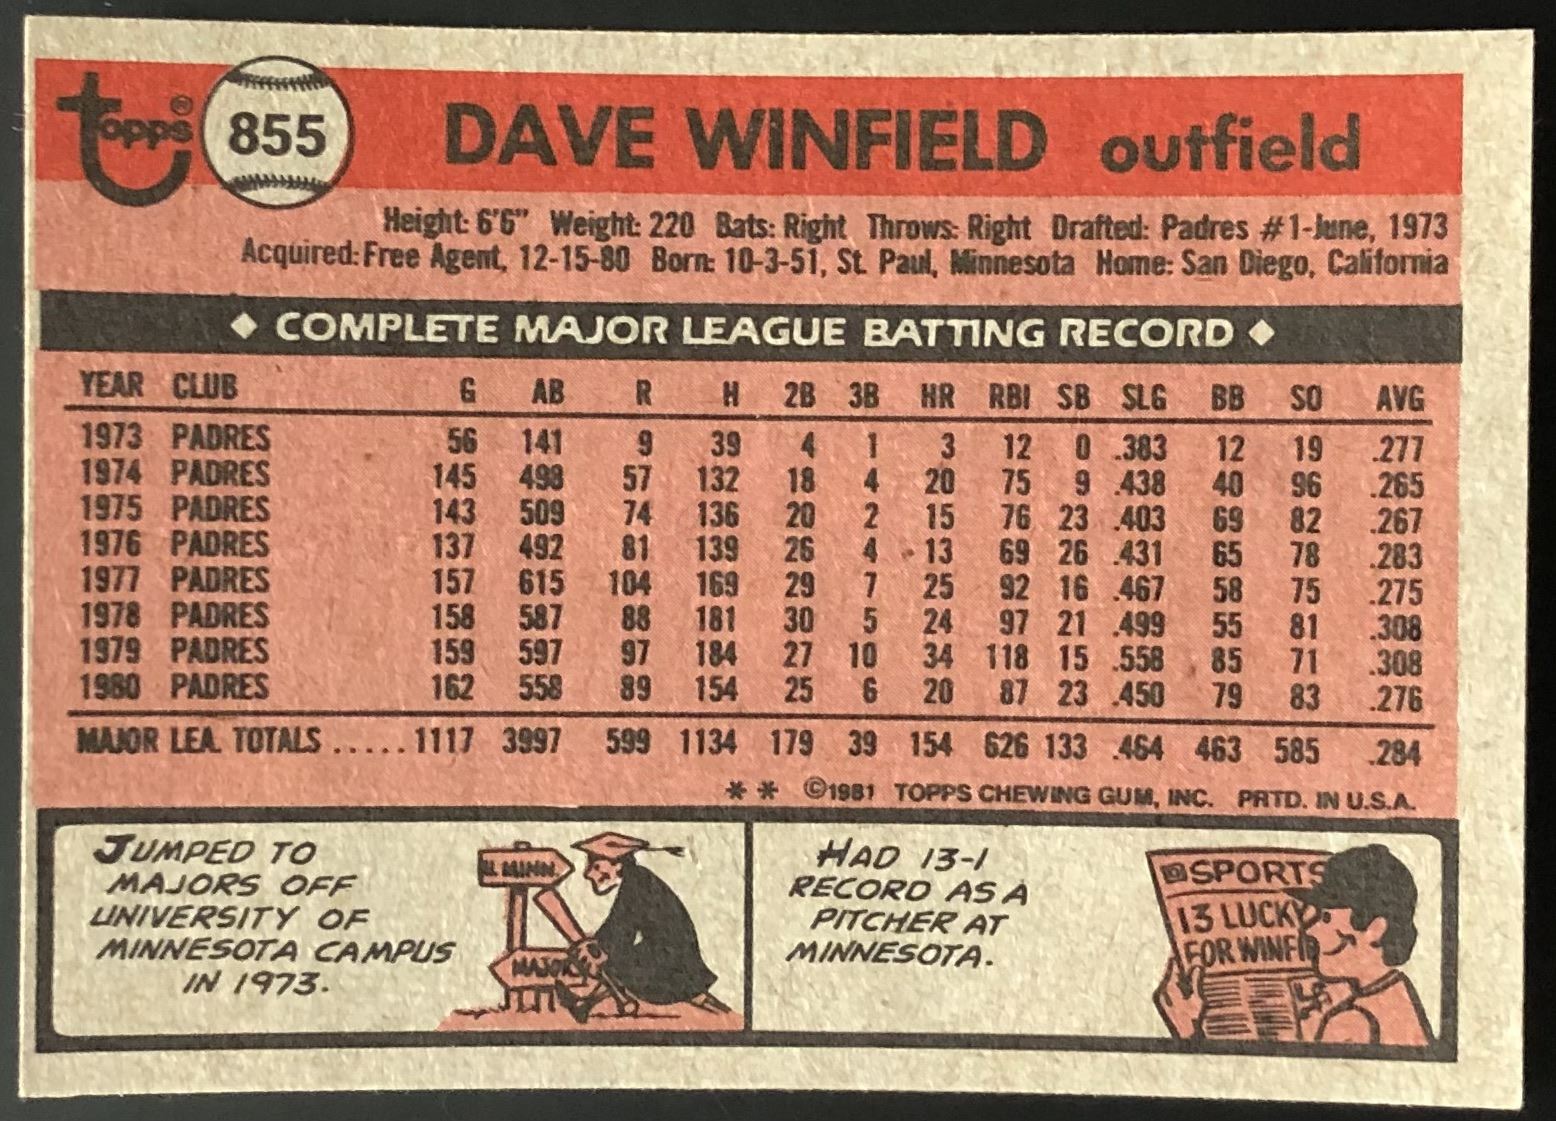 Topps® 855 DAVE WINFIELD outfield
Height: 6'6" Weight: 220 Bats: Right Throws: Right Drafted: Padres #1-June, 1973
Acquired: Free Agent, 12-15-80 Born: 10-3-51, St. Paul, Minnesota Home: San Diego, California
◆ COMPLETE MAJOR LEAGUE BATTING RECORD ◆
YEAR CLUB G AB R H 2B 3B HR RBI SB SLG BB SO AVG
1973 PADRES 56 141 9 39 4 1 3 12 0 .383 12 19 .277
1974 PADRES 145 498 57 132 18 4 20 75 9 .438 40 96 .265
1975 PADRES 143 509 74 136 20 2 15 76 23 .403 69 82 .267
1976 PADRES 137 492 81 139 26 4 13 69 26 .431 65 78 .283
1977 PADRES 157 615 104 169 29 7 25 92 16 .467 58 75 .275
1978 PADRES 158 587 88 181 30 5 24 97 21 .499 55 81 .308
1979 PADRES 159 597 97 184 27 10 34 118 15 .558 85 71 .308
1980 PADRES 162 558 89 154 25 6 20 87 23 .450 79 83 .276
MAJOR LEA. TOTALS ..... 1117 3997 599 1134 179 39 154 626 133 .464 463 585 .284
** ©1981 TOPPS CHEWING GUM, INC. PRTD. IN U.S.A.
JUMPED TO
MAJORS OFF
UNIVERSITY OF
MINNESOTA CAMPUS
IN 1973.
U. MINN.
MAJORS
HAD 13-1
RECORD AS A
PITCHER AT
MINNESOTA.
SPORTS
13 LUCKY
FOR WINFI